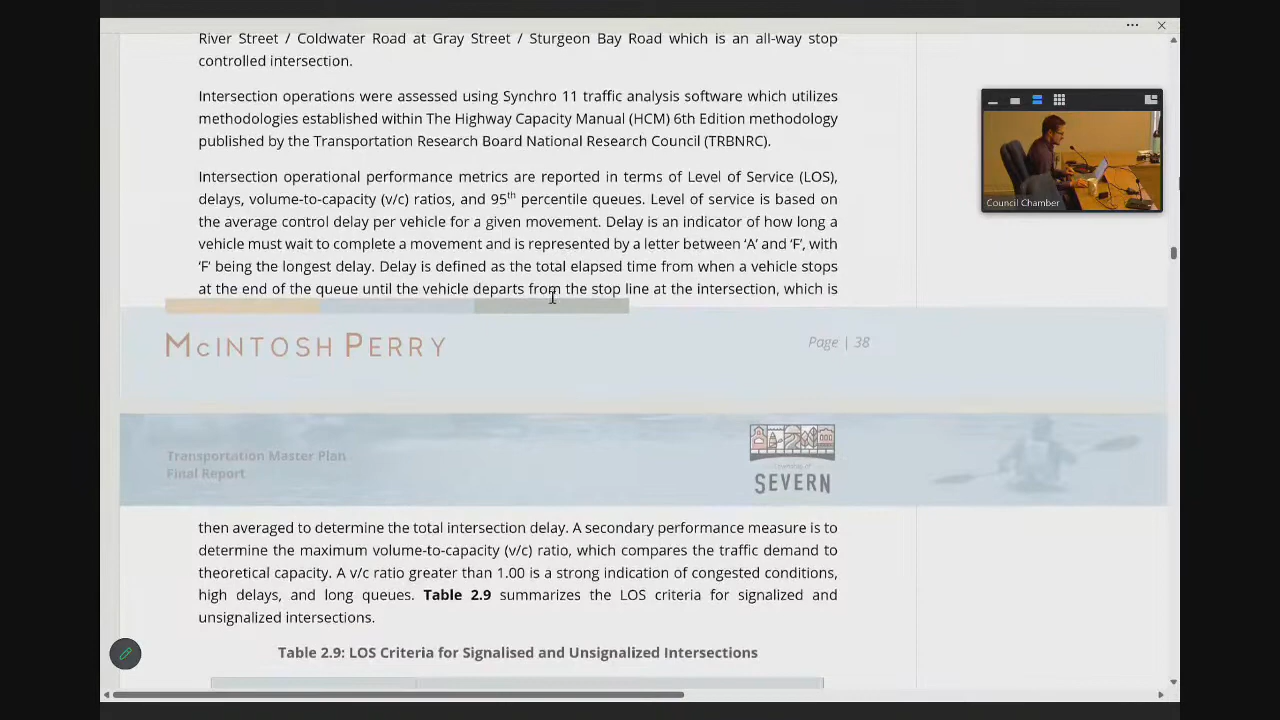 River Street / Coldwater Road at Gray Street / Sturgeon Bay Road which is an all-way stop
controlled intersection.
Intersection operations were assessed using Synchro 11 traffic analysis software which utilizes
methodologies established within The Highway Capacity Manual (HCM) 6th Edition methodology
published by the Transportation Research Board National Research Council (TRBNRC).
Intersection operational performance metrics are reported in terms of Level of Service (LOS),
delays, volume-to-capacity (v/c) ratios, and 95th percentile queues. Level of service is based on
the average control delay per vehicle for a given movement. Delay is an indicator of how long a
vehicle must wait to complete a movement and is represented by a letter between ‘A’ and ‘F’, with
‘F’ being the longest delay. Delay is defined as the total elapsed time from when a vehicle stops
at the end of the queue until the vehicle departs from the stop line at the intersection, which is
McINTOSH PERRY
Page | 38
Council Chamber
Transportation Master Plan
Final Report
SEVERN
then averaged to determine the total intersection delay. A secondary performance measure is to
determine the maximum volume-to-capacity (v/c) ratio, which compares the traffic demand to
theoretical capacity. A v/c ratio greater than 1.00 is a strong indication of congested conditions,
high delays, and long queues. Table 2.9 summarizes the LOS criteria for signalized and
unsignalized intersections.
Table 2.9: LOS Criteria for Signalised and Unsignalized Intersections